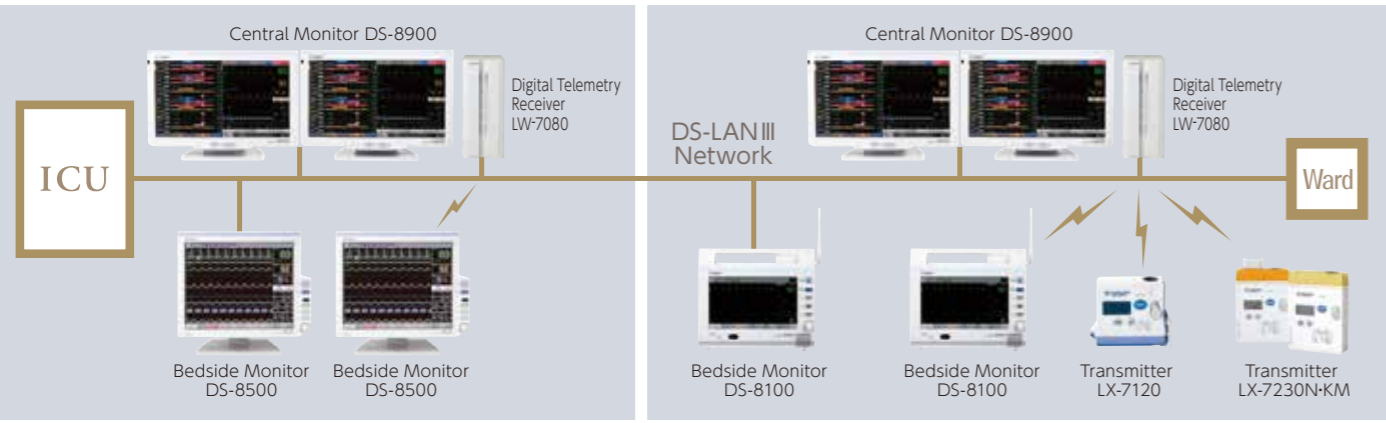 Central Monitor DS-8900
Digital Telemetry
Receiver
LW-7080
ICU
Bedside Monitor
DS-8500
Bedside Monitor
DS-8500
DS-LANⅢ
Network
Central Monitor DS-8900
Digital Telemetry
Receiver
LW-7080
Ward
Bedside Monitor
DS-8100
Bedside Monitor
DS-8100
Transmitter
LX-7120
Transmitter
LX-7230N•KM